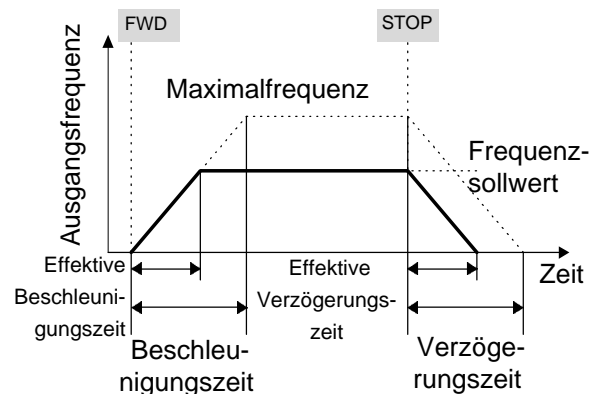 FWD
STOP
Ausgangsfrequenz
Maximalfrequenz
Frequenz-
sollwert
Zeit
Effektive
Beschleuni-
gungszeit
Effektive
Verzögerungs-
zeit
Beschleu-
nigungszeit
Verzöge-
rungszeit